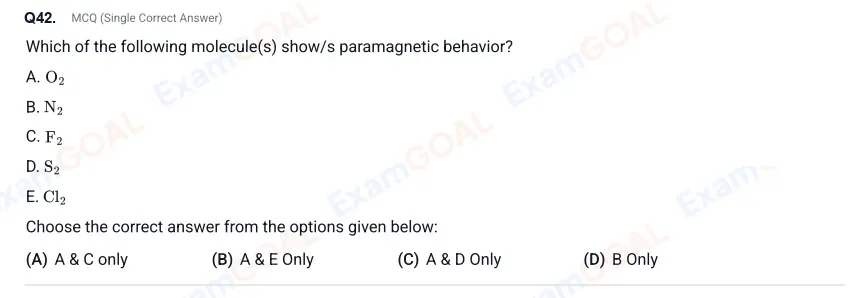 Q42. MCQ (Single Correct Answer)
Which of the following molecule(s) show/s paramagnetic behavior?
A. O₂
B. N₂
C. F₂
D. S₂
E. Cl₂
Choose the correct answer from the options given below:
(A) A & C only (B) A & E Only (C) A & D Only (D) B Only